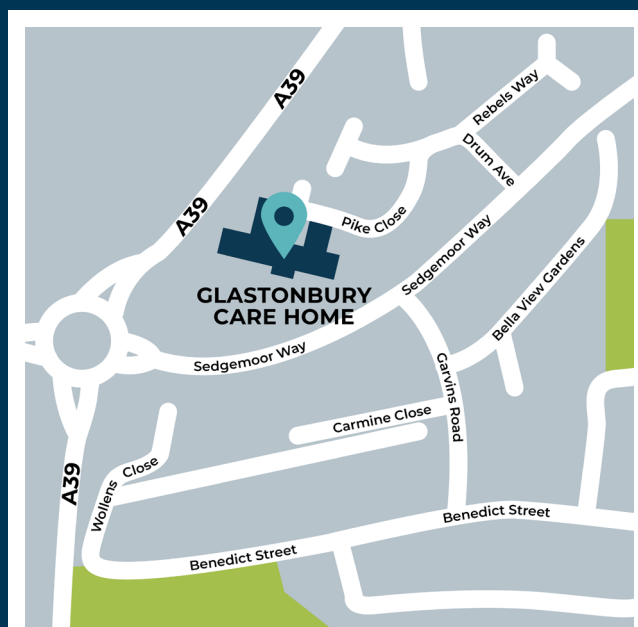 A39
Rebels Way
Drum Ave
A39
Pike Close
Sedgemoor Way
Bella View Gardens
GLASTONBURY
CARE HOME
Sedgemoor Way
Garvins Road
Carmine Close
Wollens Close
A39
Benedict Street
Benedict Street